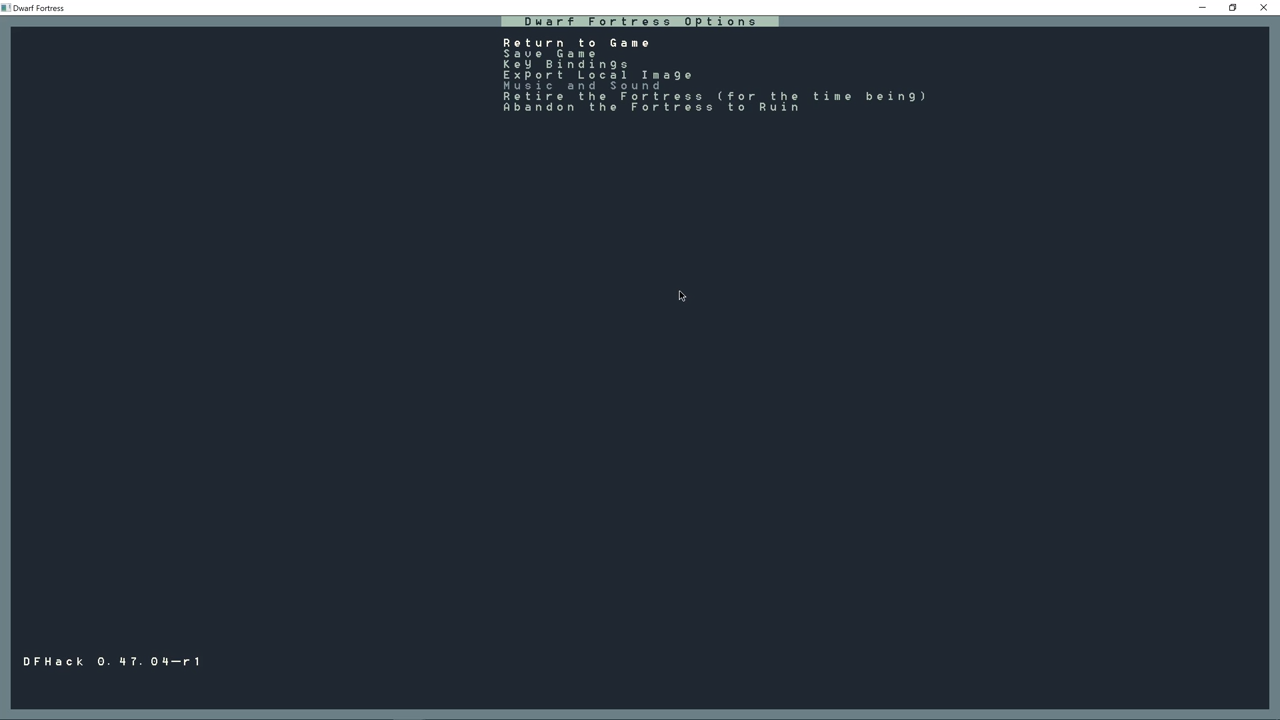 Dwarf Fortress
Dwarf Fortress Options
Return to Game
Save Game
Key Bindings
Export Local Image
Music and Sound
Retire the Fortress (for the time being)
Abandon the Fortress to Ruin
DFHack 0.47.04—r1